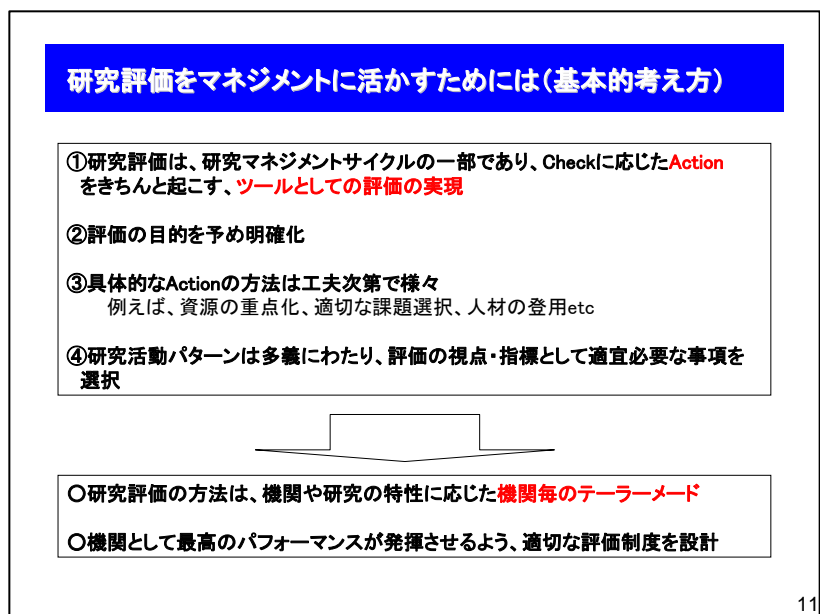 研究評価をマネジメントに活かすためには(基本的考え方)
①研究評価は、研究マネジメントサイクルの一部であり、Checkに応じたAction
をきちんと起こす、ツールとしての評価の実現
②評価の目的を予め明確化
③具体的なActionの方法は工夫次第で様々
例えば、資源の重点化、適切な課題選択、人材の登用etc
④研究活動パターンは多義にわたり、評価の視点・指標として適宜必要な事項を
選択
○研究評価の方法は、機関や研究の特性に応じた機関毎のテーラーメード
○機関として最高のパフォーマンスが発揮させるよう、適切な評価制度を設計
11